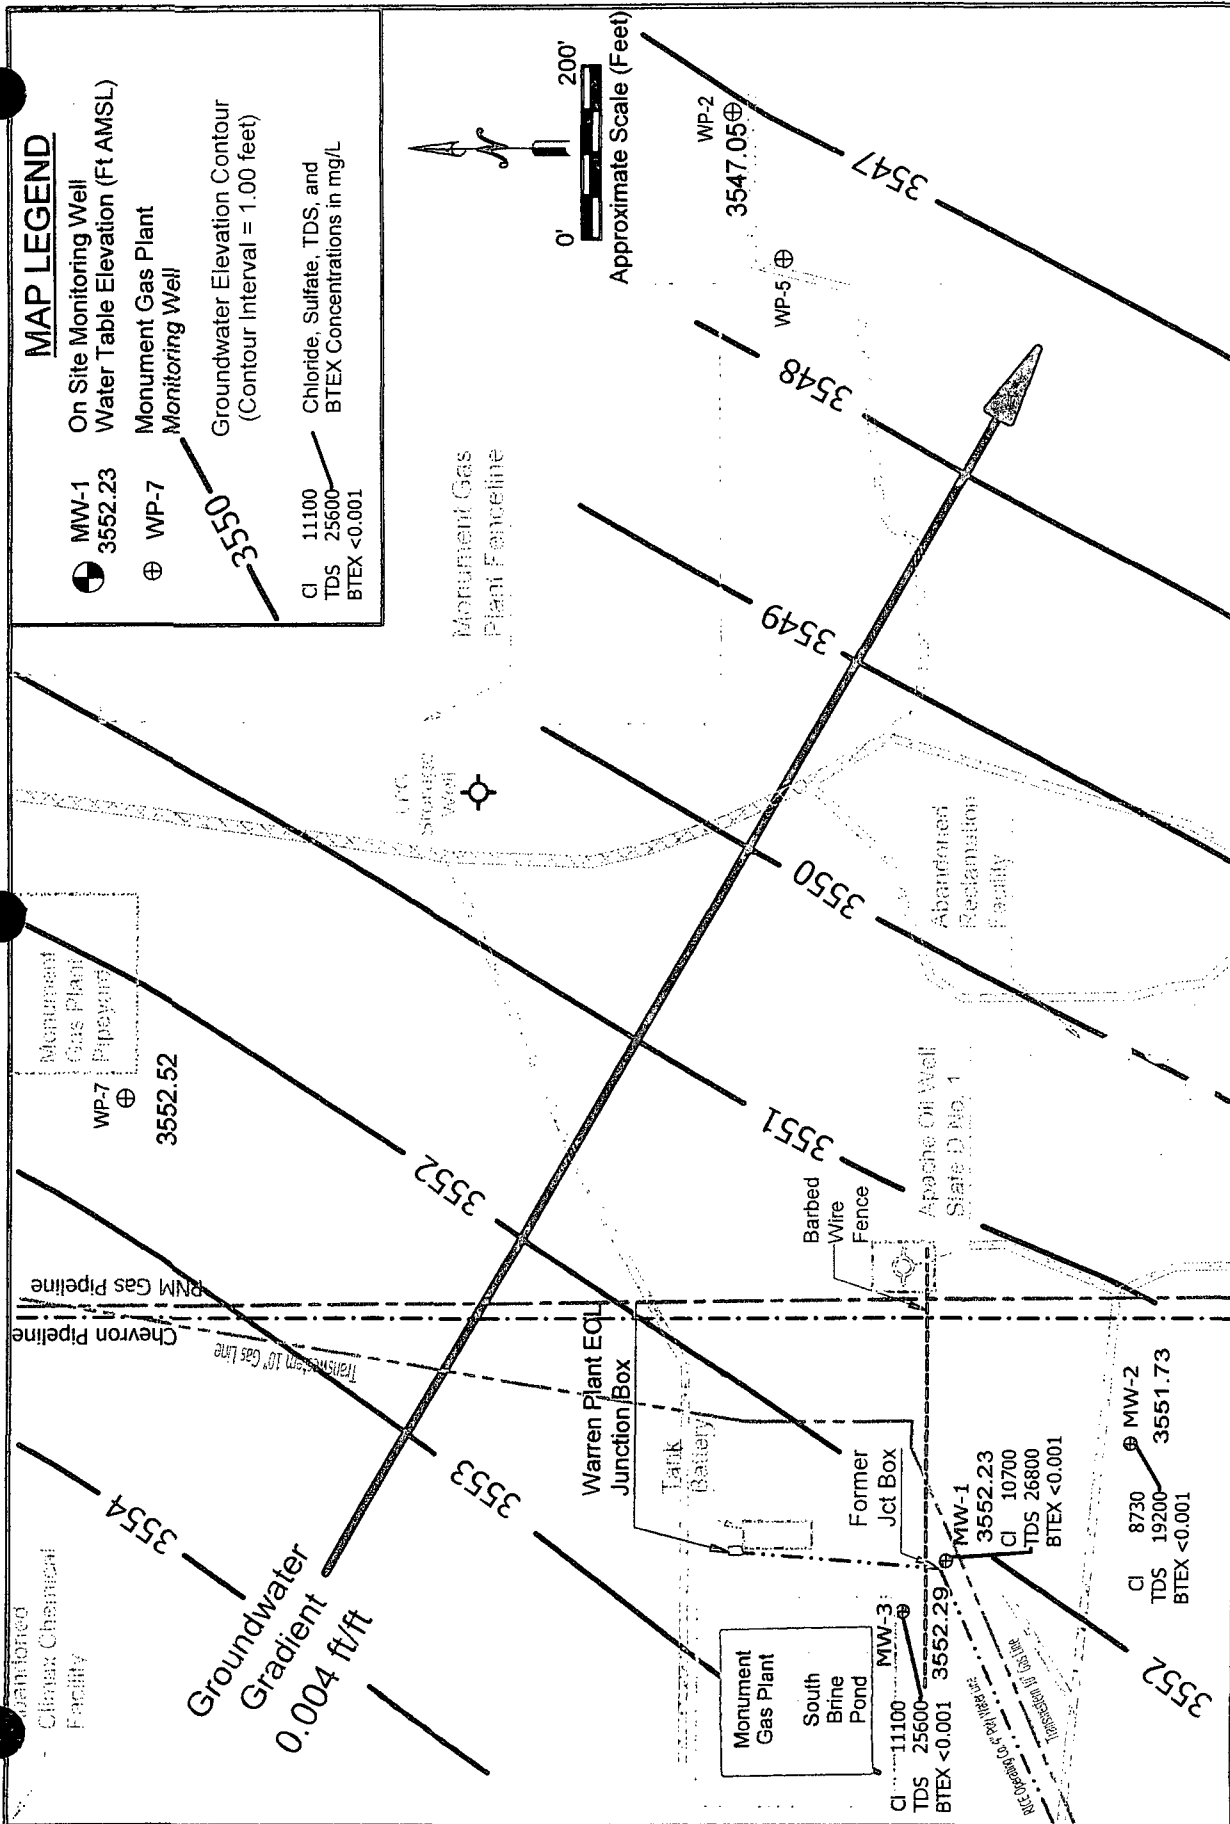 MAP LEGEND
MW-1
3552.23
On Site Monitoring Well
Water Table Elevation (Ft AMSL)
WP-7
Monument Gas Plant
Monitoring Well
3550
Groundwater Elevation Contour
(Contour Interval = 1.00 feet)
Cl 11100
TDS 25600
BTEX <0.001
Chloride, Sulfate, TDS, and
BTEX Concentrations in mg/L
N
0' 200'
Approximate Scale (Feet)
Climax Chemical
Facility
3554
Groundwater
Gradient
0.004 ft/ft
3553
Chevron Pipeline
PNM Gas Pipeline
Transwestern 10" Gas Line
WP-7
3552.52
Monument
Gas Plant
Pipeyard
3552
Storage
Well
Monument Gas
Plant Fenceline
Warren Plant EOL
Junction Box
Tank
Battery
3551
3550
3549
3548
3547
WP-2
3547.05
WP-5
Monument
Gas Plant
South
Brine
Pond
Former
Jct Box
Barbed
Wire
Fence
Apache Oil Well
State D No. 1
Abandoned
Reclamation
Facility
MW-3
3552.29
Cl 11100
TDS 25600
BTEX <0.001
MW-1
3552.23
Cl 10700
TDS 26800
BTEX <0.001
MW-2
3551.73
Cl 8730
TDS 19200
BTEX <0.001
Transwestern 10" Gas Line
3552